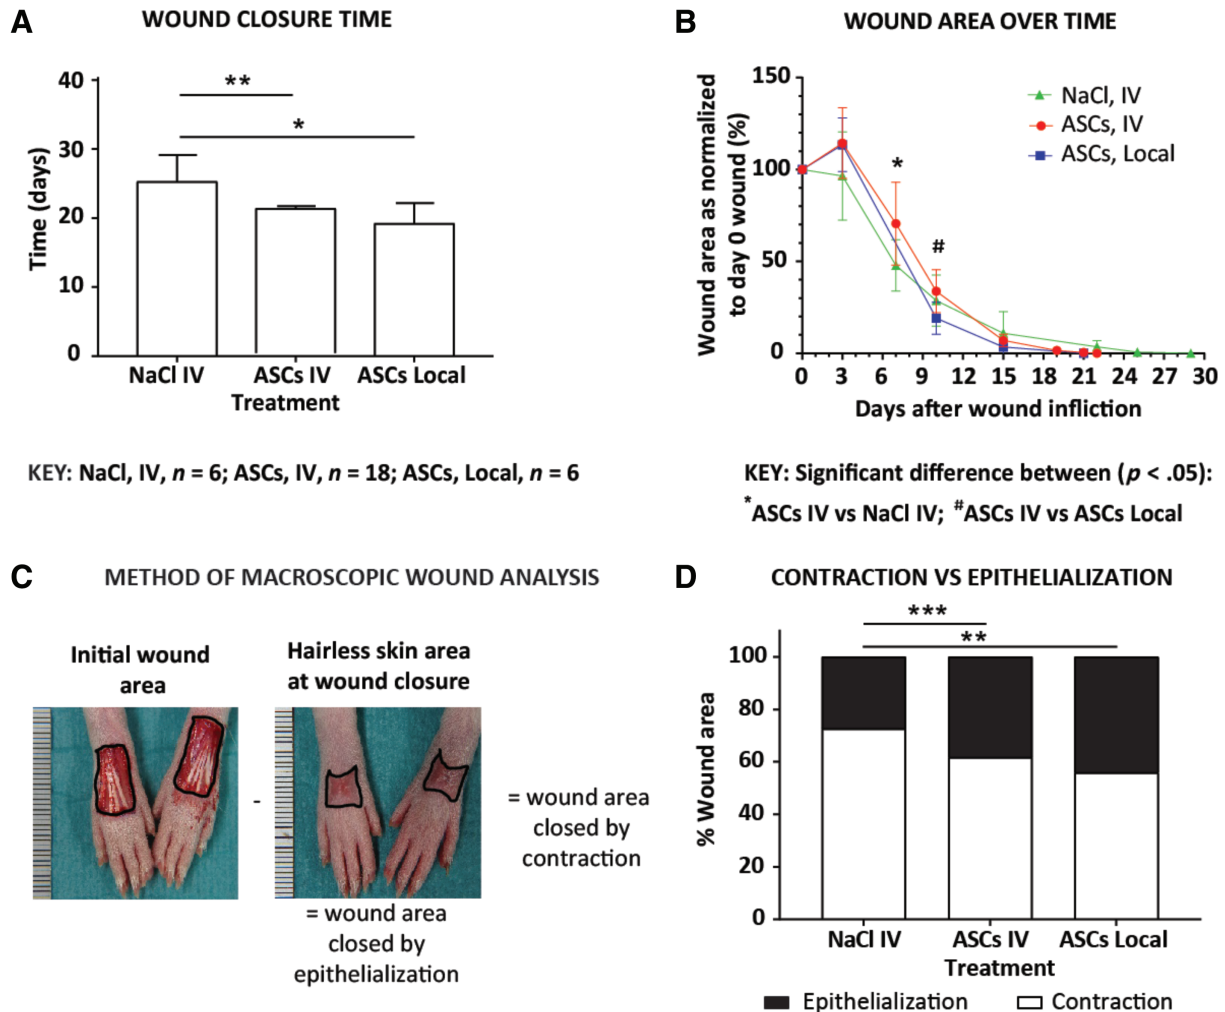 A
WOUND CLOSURE TIME
**
*
40
30
20
10
0
Time (days)
NaCl IV
ASCs IV
ASCs Local
Treatment
KEY: NaCl, IV, n = 6; ASCs, IV, n = 18; ASCs, Local, n = 6
B
WOUND AREA OVER TIME
150
100
50
0
Wound area as normalized
to day 0 wound (%)
NaCl, IV
ASCs, IV
ASCs, Local
*
#
0 3 6 9 12 15 18 21 24 27 30
Days after wound infliction
KEY: Significant difference between (p < .05):
*ASCs IV vs NaCl IV; #ASCs IV vs ASCs Local
C
METHOD OF MACROSCOPIC WOUND ANALYSIS
Initial wound
area
-
Hairless skin area
at wound closure
= wound area
closed by
contraction
= wound area
closed by
epithelialization
D
CONTRACTION VS EPITHELIALIZATION
***
**
100
80
60
40
20
0
% Wound area
NaCl IV
ASCs IV
ASCs Local
Treatment
Epithelialization
Contraction